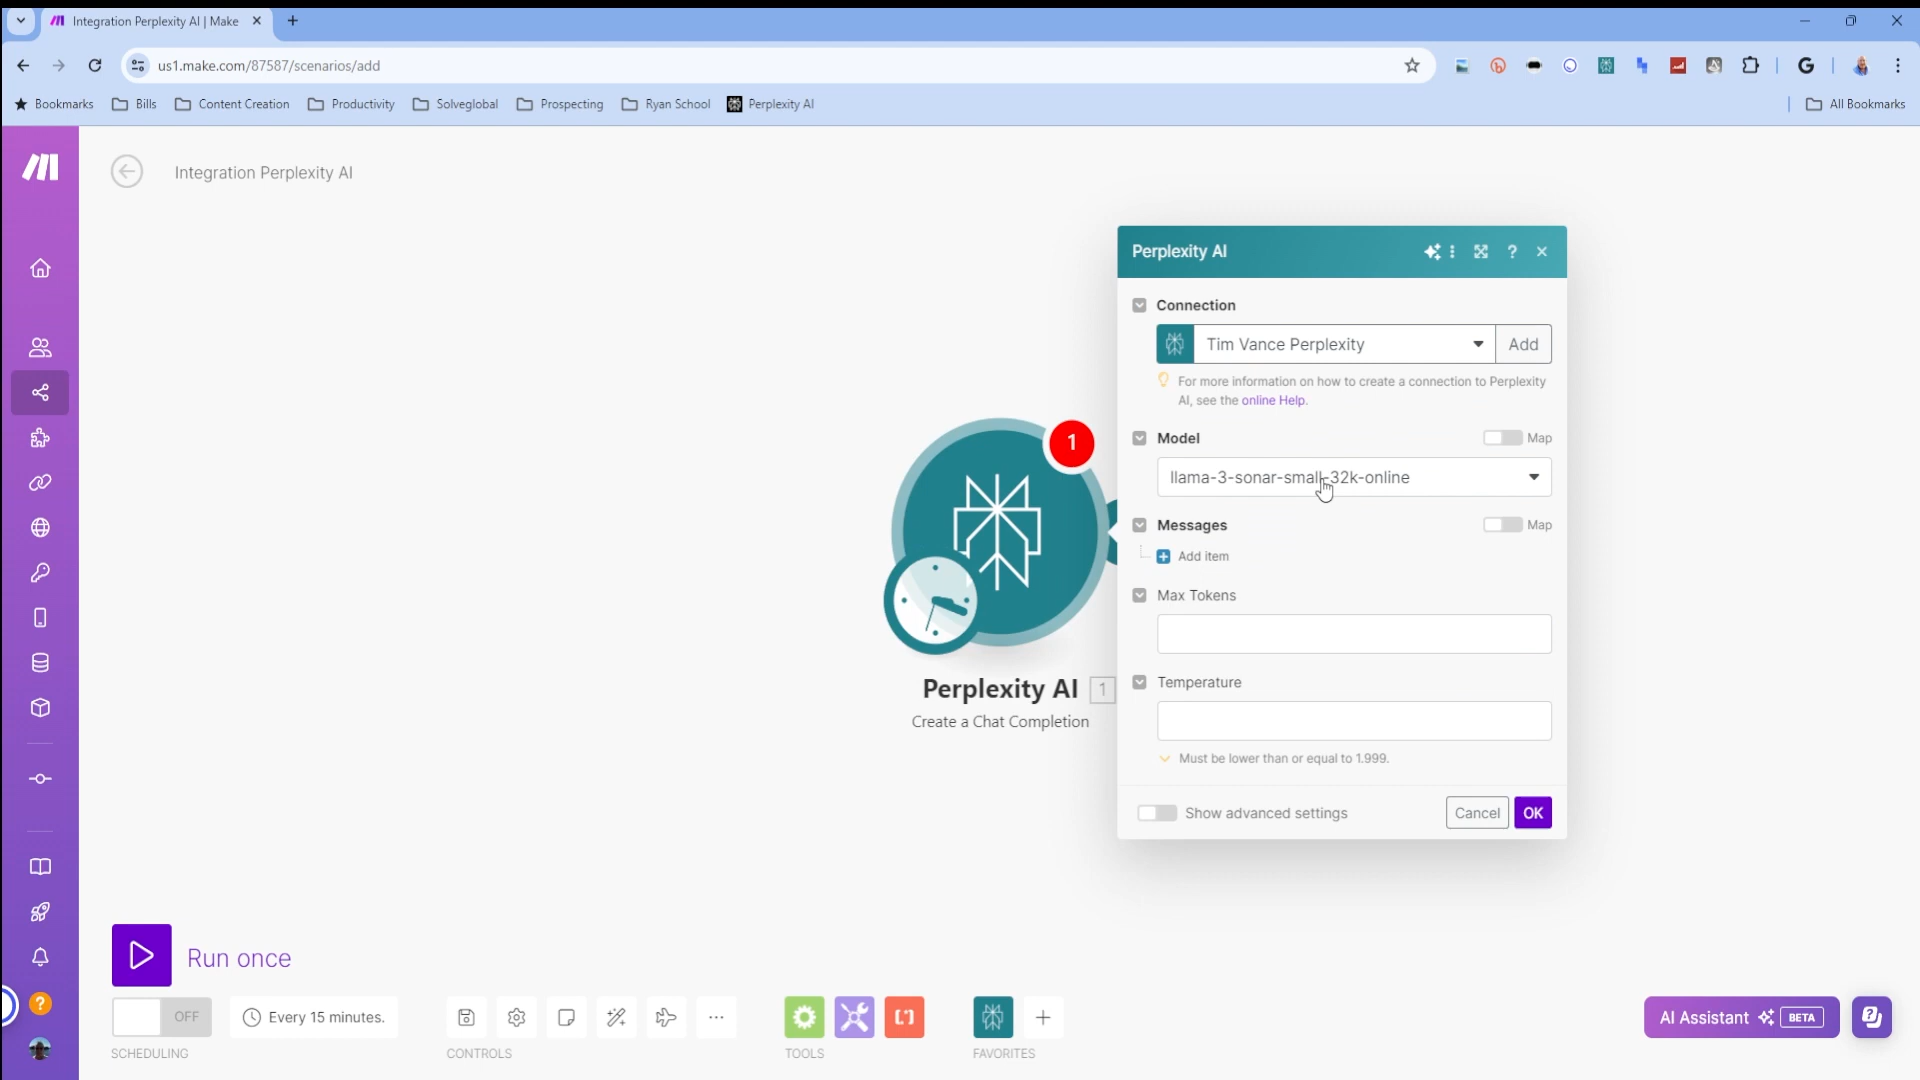 Integration Perplexity AI | Make
us1.make.com/87587/scenarios/add
Bookmarks Bills Content Creation Productivity Solveglobal Prospecting Ryan School Perplexity AI All Bookmarks
Integration Perplexity AI
Perplexity AI
?
Connection
Tim Vance Perplexity Add
For more information on how to create a connection to Perplexity
AI, see the online Help.
Model Map
llama-3-sonar-small-32k-online
Messages Map
Add item
Max Tokens
Temperature
Must be lower than or equal to 1.999.
Show advanced settings Cancel OK
1
Perplexity AI 1
Create a Chat Completion
Run once
OFF Every 15 minutes.
SCHEDULING CONTROLS TOOLS FAVORITES
AI Assistant BETA